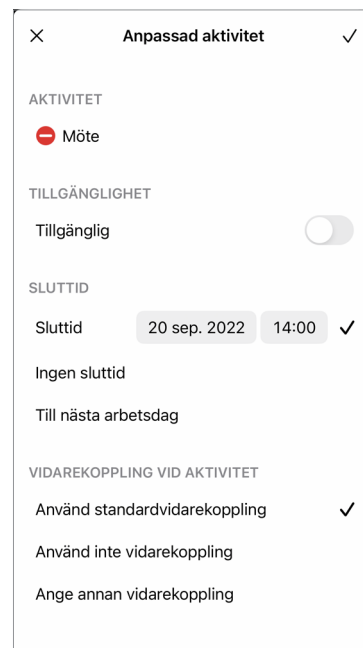 Anpassad aktivitet
AKTIVITET
Möte
TILLGÄNGLIGHET
Tillgänglig
SLUTTID
Sluttid 20 sep. 2022 14:00
Ingen sluttid
Till nästa arbetsdag
VIDAREKOPPLING VID AKTIVITET
Använd standardvidarekoppling
Använd inte vidarekoppling
Ange annan vidarekoppling